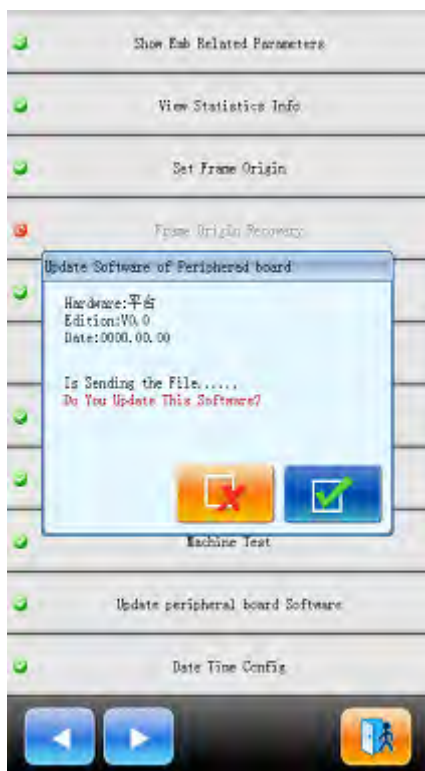 Show Emb Related Parameters
View Statistics Info
Set Frame Origin
Frame Origin Recovery
Update Software of Periphered board
Hardware:平台
Edition:V0.0
Date:0000.00.00
Is Sending the File......
Do You Update This Software?
Machine Test
Update peripheral board Software
Date Time Config